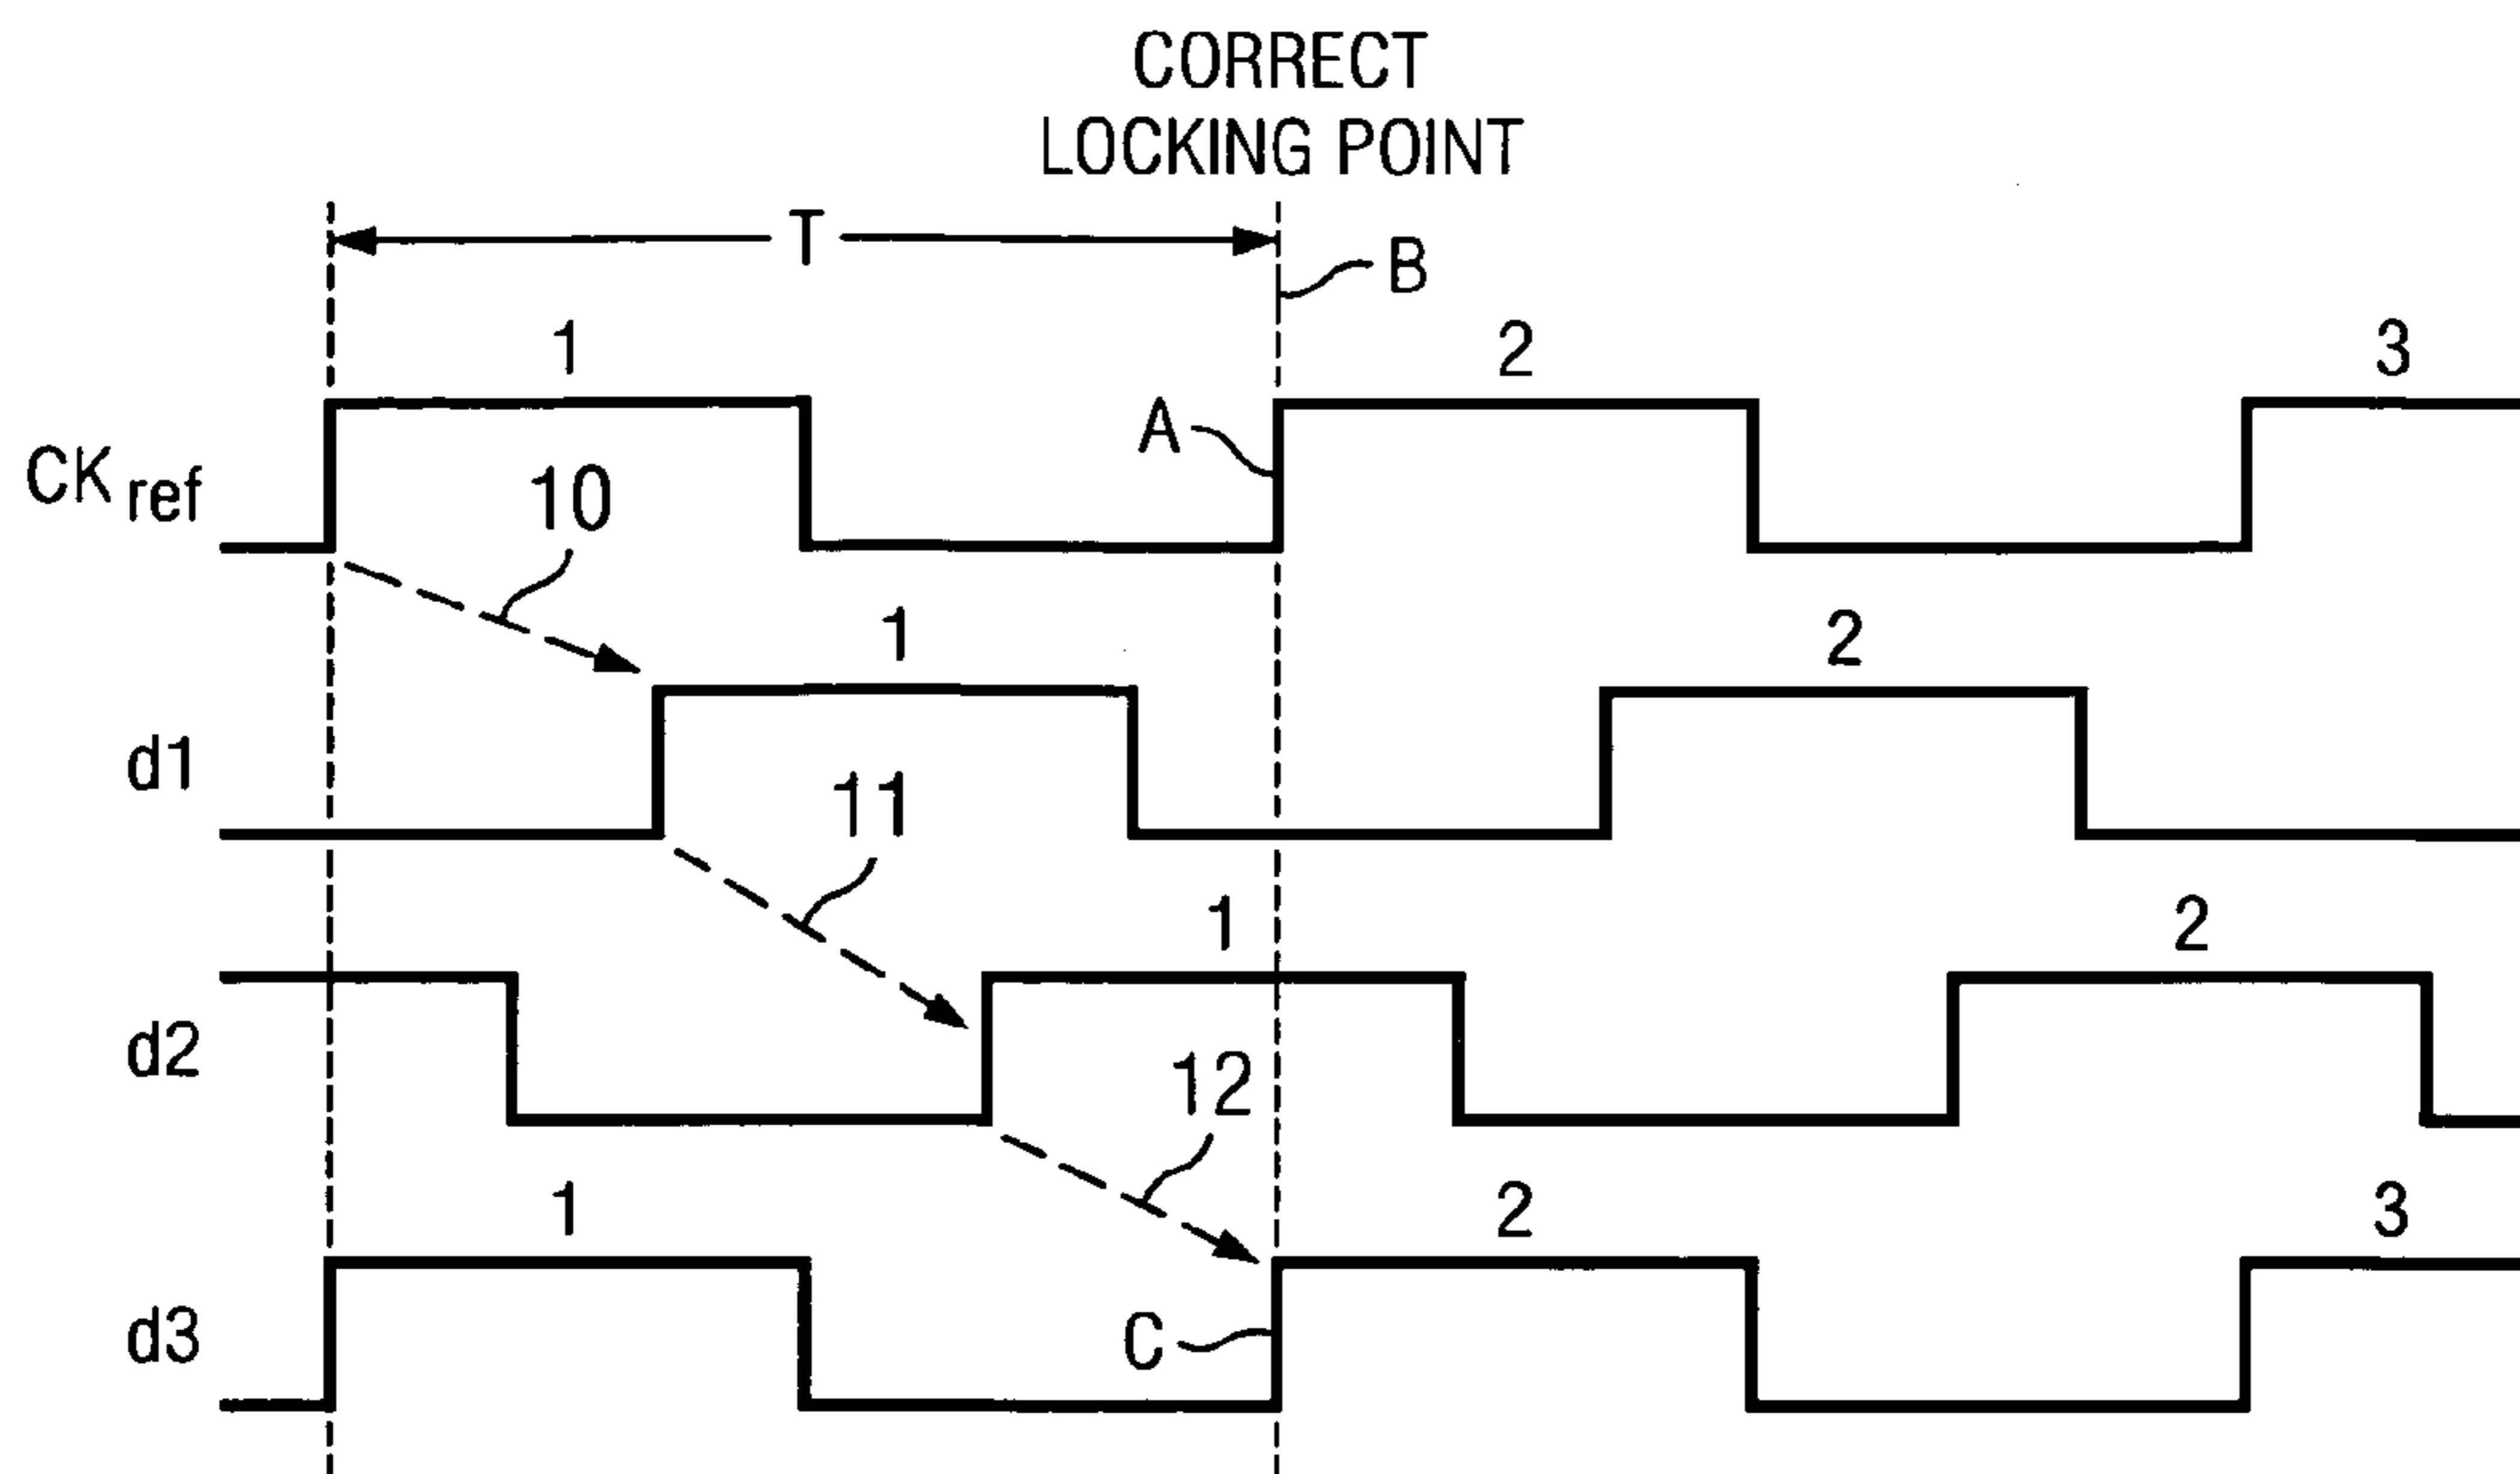 CORRECT
LOCKING POINT
T
B
1 2 3
A
CK ref
10
1 2
d1
11
1 2
d2
12
1 2 3
d3
C